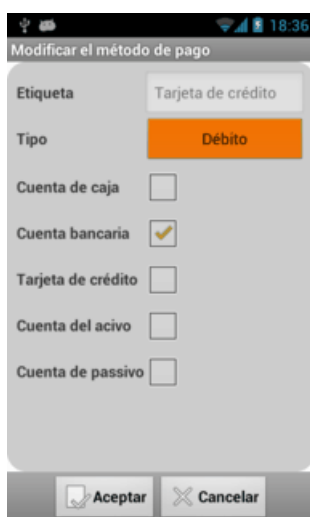 18:36
Modificar el método de pago
Etiqueta Tarjeta de crédito
Tipo Débito
Cuenta de caja
Cuenta bancaria
Tarjeta de crédito
Cuenta del acivo
Cuenta de passivo
Aceptar Cancelar